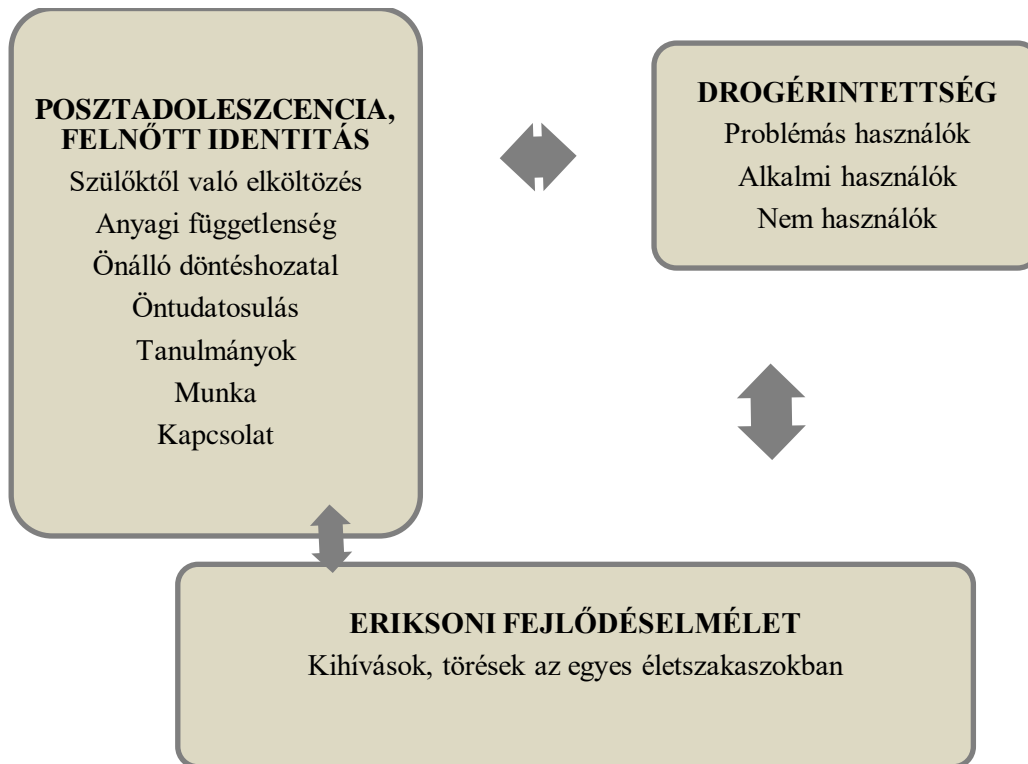 POSZTADOLESZCENCIA,
FELNŐTT IDENTITÁS
Szülőktől való elköltözés
Anyagi függetlenség
Önálló döntéshozatal
Öntudatosulás
Tanulmányok
Munka
Kapcsolat
DROGÉRINTETTSÉG
Problémás használók
Alkalmi használók
Nem használók
ERIKSONI FEJLŐDÉSELMÉLET
Kihívások, törések az egyes életszakaszokban